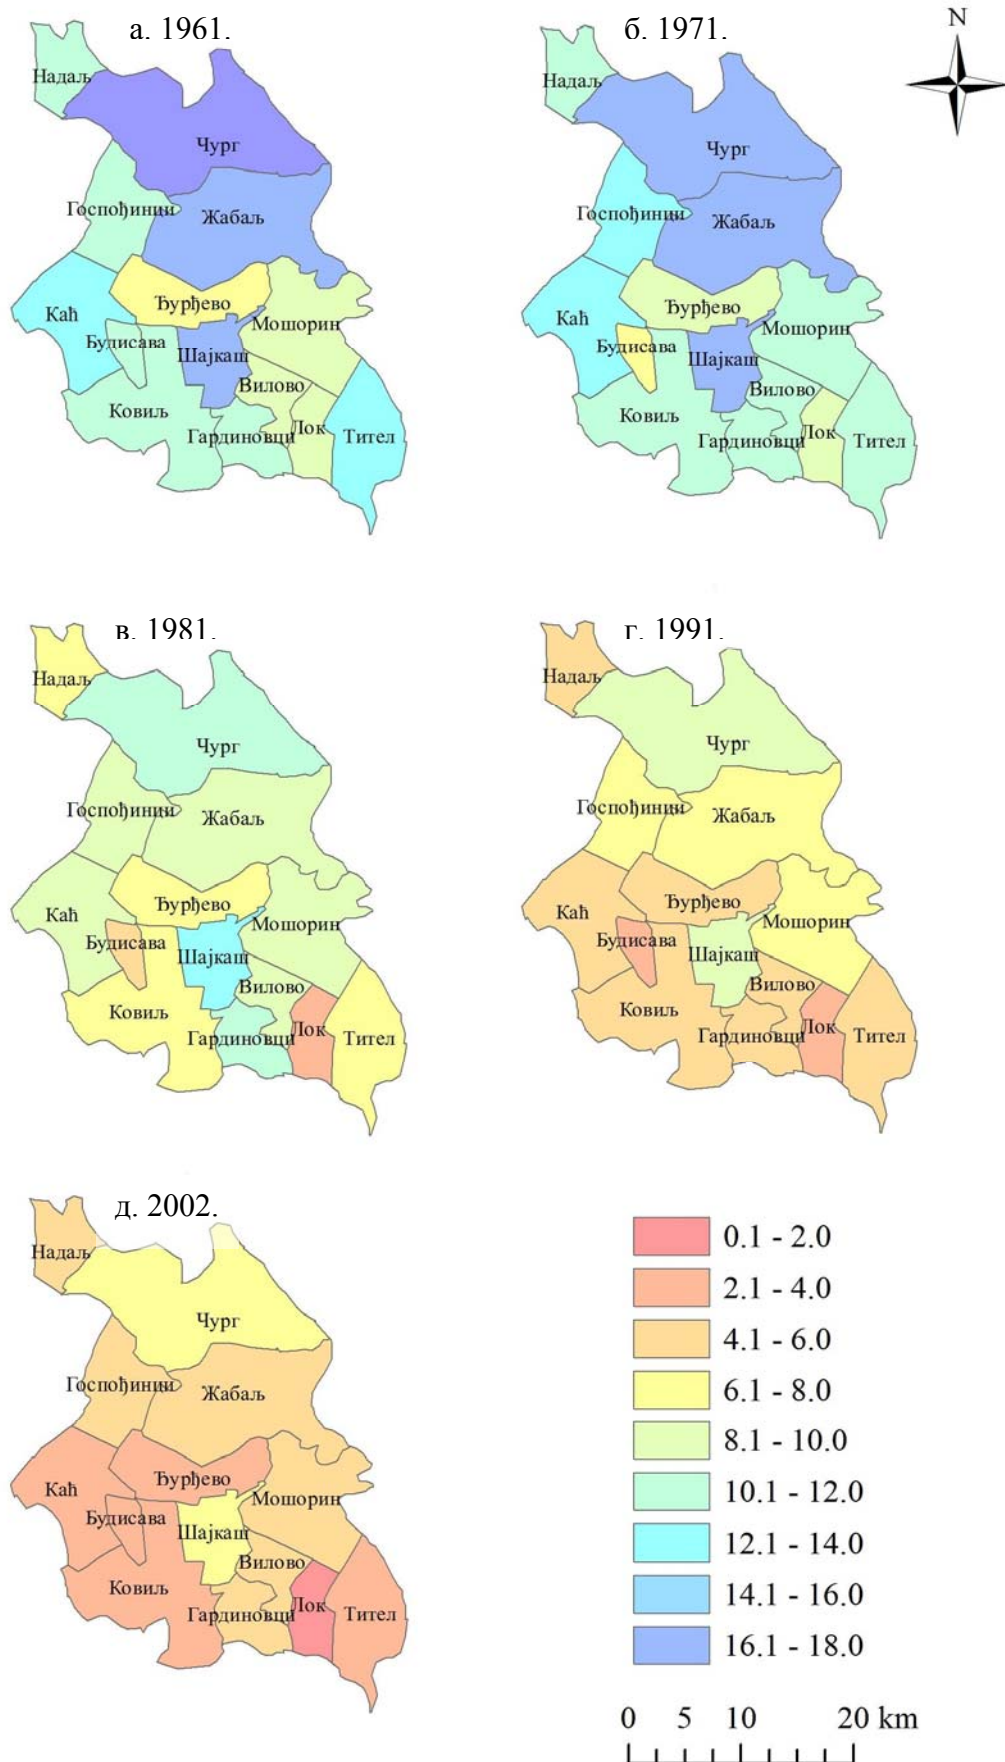 а. 1961.
Надаљ
Чург
Госпођинци
Жабаљ
Каћ
Ђурђево
Мошорин
Будисава
Шајкаш
Вилово
Ковиљ
Гардиновци
Лок
Тител
б. 1971.
N
Надаљ
Чург
Госпођинци
Жабаљ
Каћ
Ђурђево
Мошорин
Будисава
Шајкаш
Вилово
Ковиљ
Гардиновци
Лок
Тител
в. 1981.
Надаљ
Чург
Госпођинци
Жабаљ
Каћ
Ђурђево
Мошорин
Будисава
Шајкаш
Вилово
Ковиљ
Гардиновци
Лок
Тител
г. 1991.
Надаљ
Чург
Госпођинци
Жабаљ
Каћ
Ђурђево
Мошорин
Будисава
Шајкаш
Вилово
Ковиљ
Гардиновци
Лок
Тител
д. 2002.
Надаљ
Чург
Госпођинци
Жабаљ
Каћ
Ђурђево
Мошорин
Будисава
Шајкаш
Вилово
Ковиљ
Гардиновци
Лок
Тител
0.1 - 2.0
2.1 - 4.0
4.1 - 6.0
6.1 - 8.0
8.1 - 10.0
10.1 - 12.0
12.1 - 14.0
14.1 - 16.0
16.1 - 18.0
0 5 10 20 km